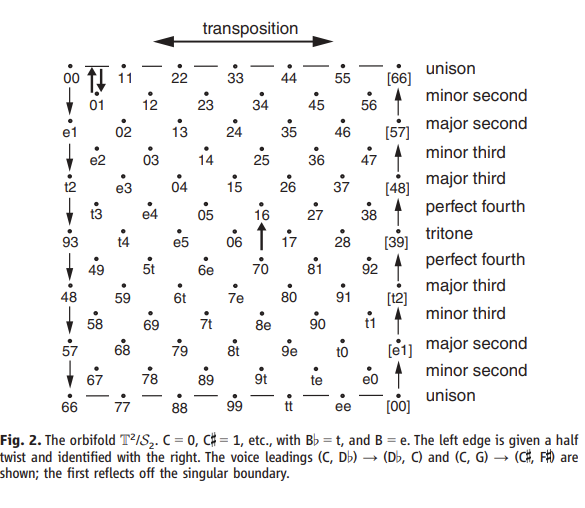 transposition
00 11 22 33 44 55 [66] unison
01 12 23 34 45 56 minor second
e1 02 13 24 35 46 [57] major second
e2 03 14 25 36 47 minor third
t2 e3 04 15 26 37 [48] major third
t3 e4 05 16 27 38 perfect fourth
93 t4 e5 06 17 28 [39] tritone
49 5t 6e 70 81 92 perfect fourth
48 59 6t 7e 80 91 [t2] major third
58 69 7t 8e 90 t1 minor third
57 68 79 8t 9e t0 [e1] major second
67 78 89 9t te e0 minor second
66 77 88 99 tt ee [00] unison
Fig. 2. The orbifold 𝕋²/S₂. C = 0, C♯ = 1, etc., with B♭ = t, and B = e. The left edge is given a half
twist and identified with the right. The voice leadings (C, D♭) → (D♭, C) and (C, G) → (C♯, F♯) are
shown; the first reflects off the singular boundary.